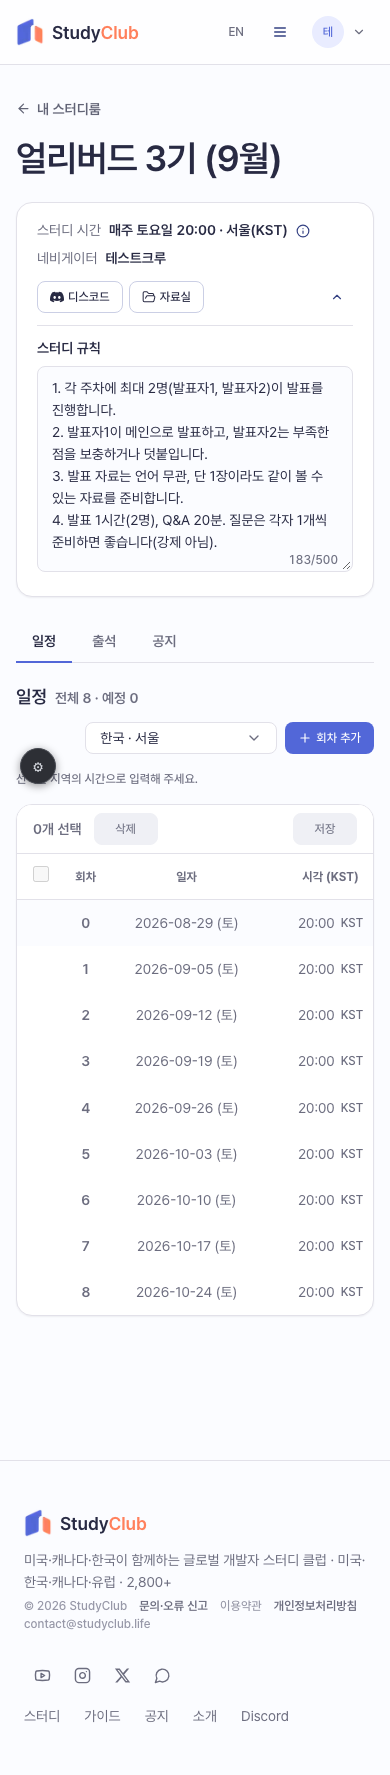 StudyClub
EN
테
내 스터디룸
얼리버드 3기 (9월)
스터디 시간 매주 토요일 20:00 · 서울(KST)
네비게이터 테스트크루
디스코드
자료실
스터디 규칙
1. 각 주차에 최대 2명(발표자1, 발표자2)이 발표를
진행합니다.
2. 발표자1이 메인으로 발표하고, 발표자2는 부족한
점을 보충하거나 덧붙입니다.
3. 발표 자료는 언어 무관, 단 1장이라도 같이 볼 수
있는 자료를 준비합니다.
4. 발표 1시간(2명), Q&A 20분. 질문은 각자 1개씩
준비하면 좋습니다(강제 아님).
183/500
일정 출석 공지
일정 전체 8 · 예정 0
한국 · 서울
회차 추가
지역의 시간으로 입력해 주세요.
0개 선택 삭제 저장
회차 일자 시각 (KST)
0 2026-08-29 (토) 20:00 KST
1 2026-09-05 (토) 20:00 KST
2 2026-09-12 (토) 20:00 KST
3 2026-09-19 (토) 20:00 KST
4 2026-09-26 (토) 20:00 KST
5 2026-10-03 (토) 20:00 KST
6 2026-10-10 (토) 20:00 KST
7 2026-10-17 (토) 20:00 KST
8 2026-10-24 (토) 20:00 KST
StudyClub
미국·캐나다·한국이 함께하는 글로벌 개발자 스터디 클럽 · 미국·
한국·캐나다·유럽 · 2,800+
© 2026 StudyClub 문의·오류 신고 이용약관 개인정보처리방침
contact@studyclub.life
스터디 가이드 공지 소개 Discord